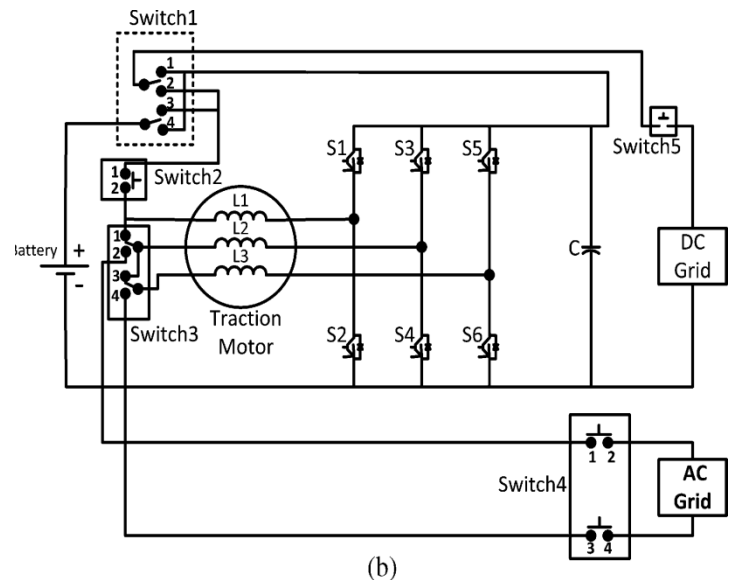 Switch1
1
2
3
4
Switch5
S1
S3
S5
1
2
Switch2
L1
L2
L3
1
2
3
4
Battery
+
-
C
DC
Grid
Switch3
Traction
Motor
S2
S4
S6
Switch4
1 2
3 4
AC
Grid
(b)